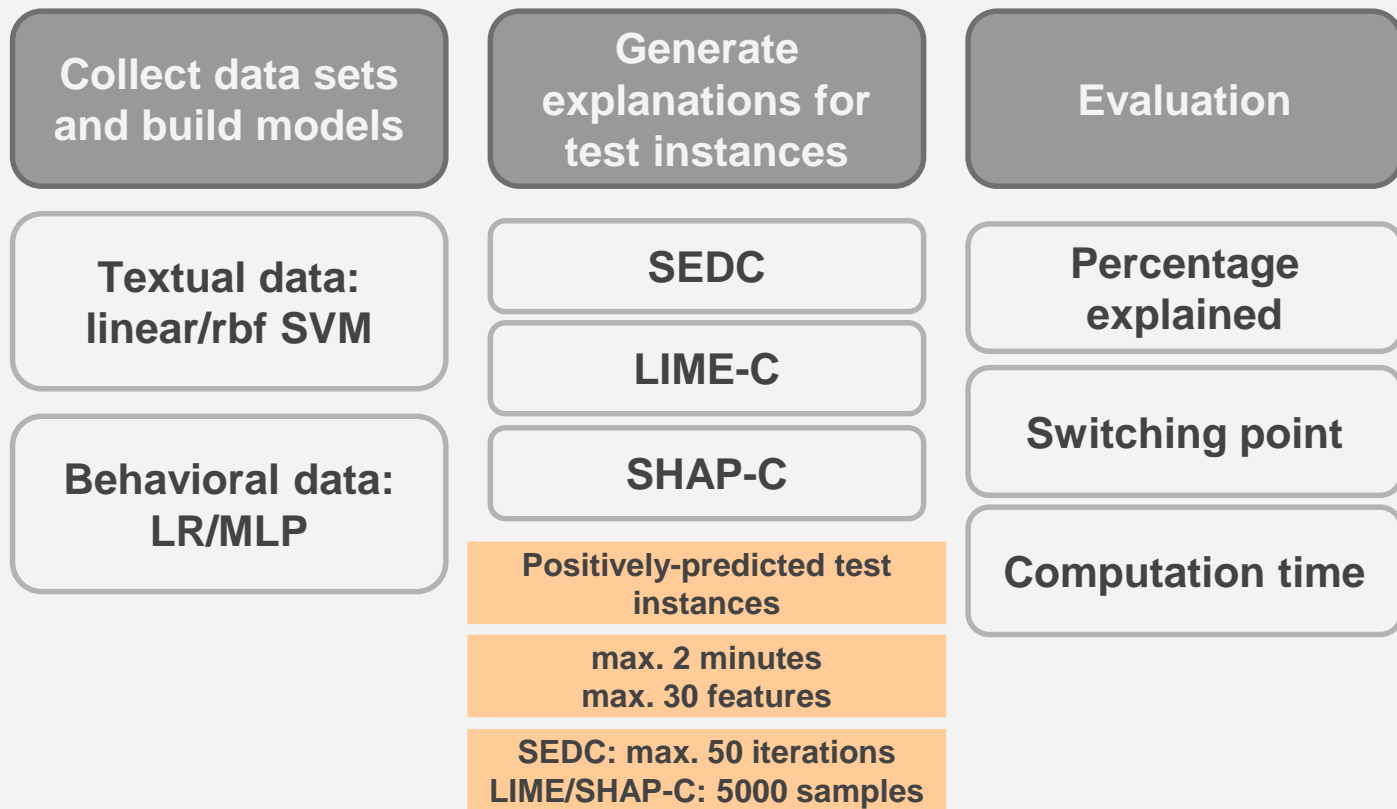 Collect data sets
and build models
Textual data:
linear/rbf SVM
Behavioral data:
LR/MLP
Generate
explanations for
test instances
SEDC
LIME-C
SHAP-C
Positively-predicted test
instances
max. 2 minutes
max. 30 features
SEDC: max. 50 iterations
LIME/SHAP-C: 5000 samples
Evaluation
Percentage
explained
Switching point
Computation time